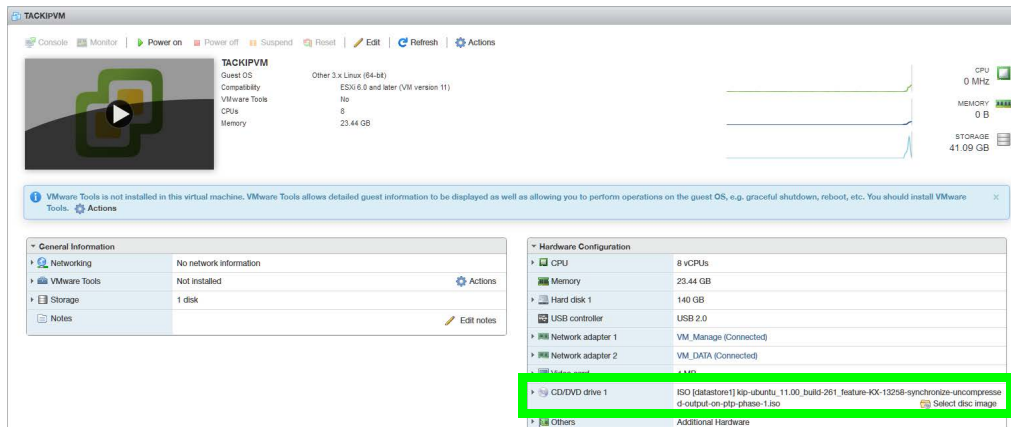 TACKIPVM
Console Monitor Power on Power off Suspend Reset Edit Refresh Actions
TACKIPVM
Guest OS Other 3.x Linux (64-bit)
Compatibility ESXi 6.0 and later (VM version 11)
VMware Tools No
CPUs 8
Memory 23.44 GB
CPU
0 MHz
MEMORY
0 B
STORAGE
41.09 GB
VMware Tools is not installed in this virtual machine. VMware Tools allows detailed guest information to be displayed as well as allowing you to perform operations on the guest OS, e.g. graceful shutdown, reboot, etc. You should install VMware
Tools. Actions
General Information
Networking No network information
VMware Tools Not installed Actions
Storage 1 disk
Notes
Edit notes
Hardware Configuration
CPU 8 vCPUs
Memory 23.44 GB
Hard disk 1 140 GB
USB controller USB 2.0
Network adapter 1 VM_Manage (Connected)
Network adapter 2 VM_DATA (Connected)
Video card 4 MB
CD/DVD drive 1 ISO [datastore1] kip-ubuntu_11.00_build-261_feature-KX-13258-synchronize-uncompresse
d-output-on-ptp-phase-1.iso Select disc image
Others Additional Hardware